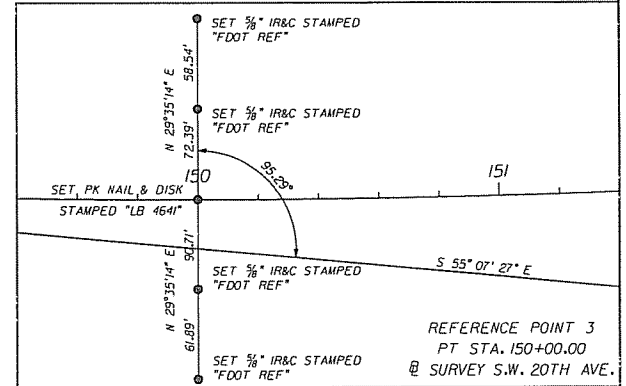 SET 5/8" IR&C STAMPED
"FDOT REF"
N 29°35'14" E 58.54'
SET 5/8" IR&C STAMPED
"FDOT REF"
72.39'
95.29°
150
151
SET PK NAIL & DISK
STAMPED "LB 4641"
N 29°35'14" E 90.71'
S 55°07'27" E
SET 5/8" IR&C STAMPED
"FDOT REF"
61.89'
SET 5/8" IR&C STAMPED
"FDOT REF"
REFERENCE POINT 3
PT STA. 150+00.00
℄ SURVEY S.W. 20TH AVE.